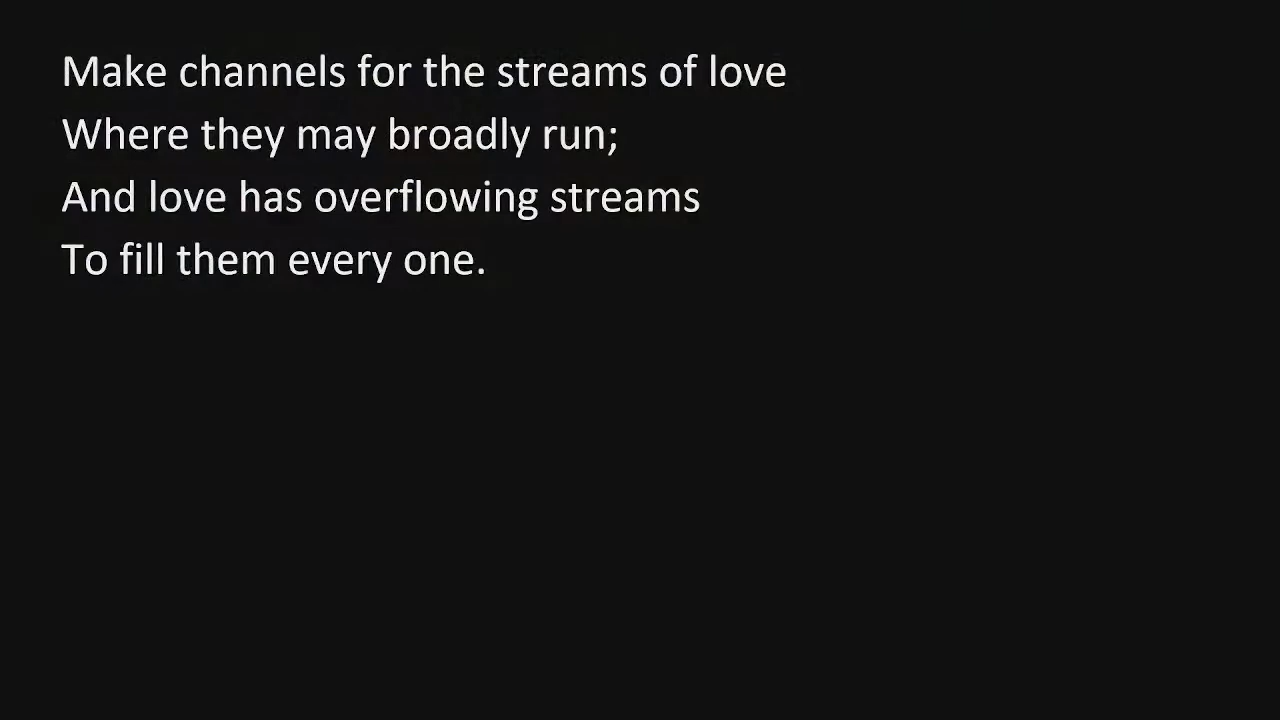 Make channels for the streams of love
Where they may broadly run;
And love has overflowing streams
To fill them every one.